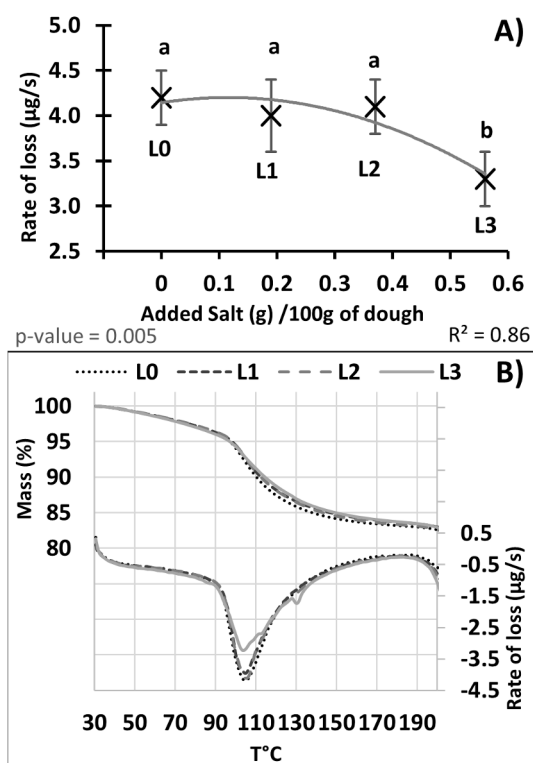 A)
5.0
4.5
4.0
3.5
3.0
2.5
Rate of loss (µg/s)
a
a
a
b
L0
L1
L2
L3
0
0.1
0.2
0.3
0.4
0.5
0.6
Added Salt (g) /100g of dough
p-value = 0.005
R² = 0.86
B)
L0
L1
L2
L3
100
95
90
85
80
Mass (%)
0.5
-0.5
-1.5
-2.5
-3.5
-4.5
Rate of loss (µg/s)
30
50
70
90
110
130
150
170
190
T°C